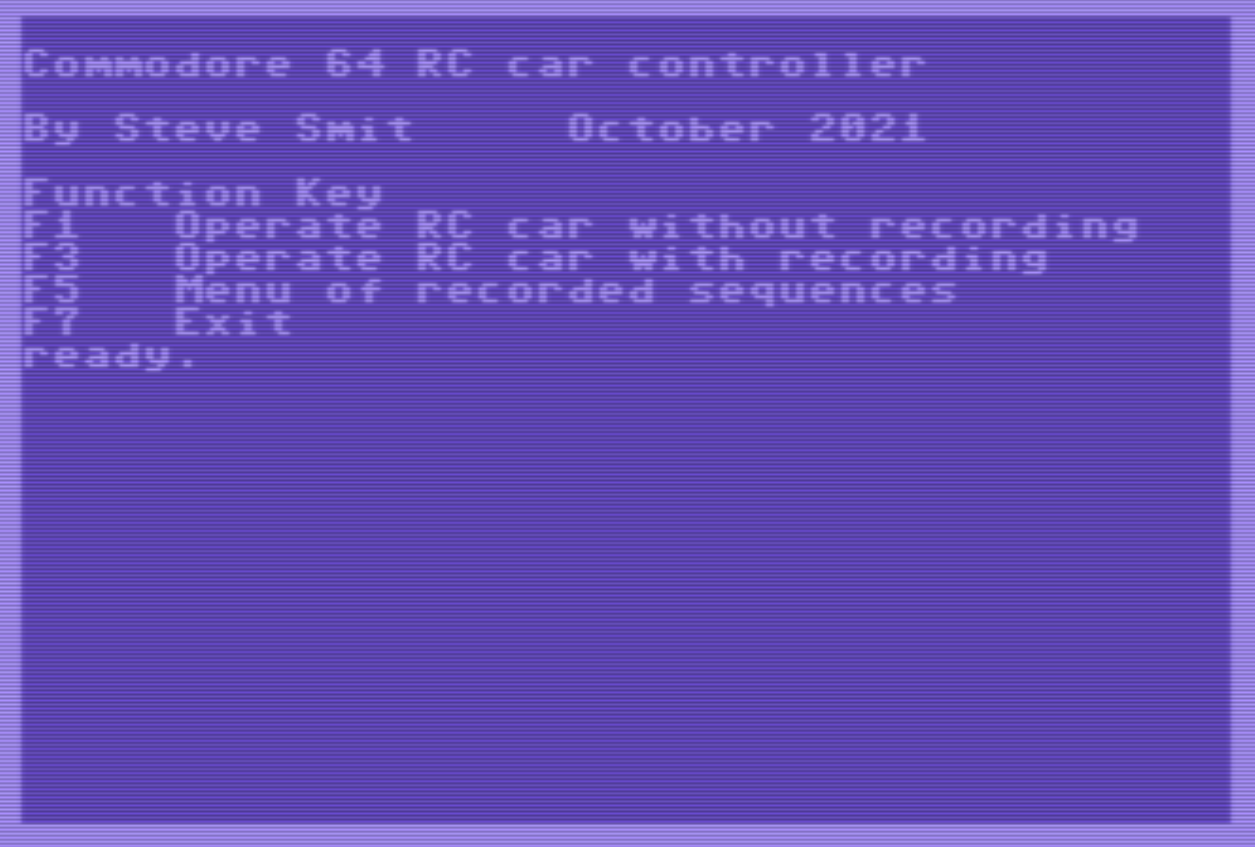 Commodore 64 RC car controller
By Steve Smit     October 2021
Function Key
F1   Operate RC car without recording
F3   Operate RC car with recording
F5   Menu of recorded sequences
F7   Exit
ready.